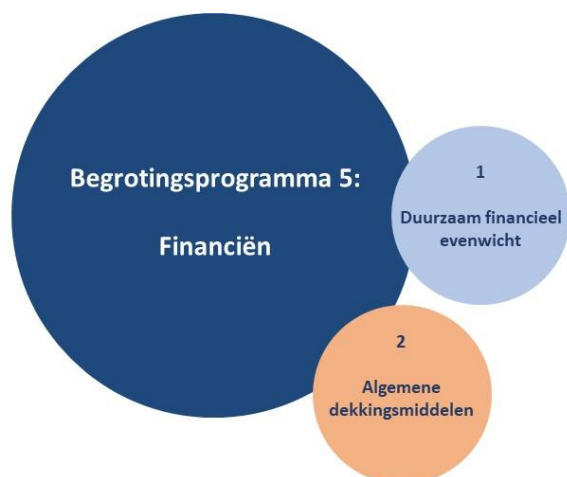 Begrotingsprogramma 5:
Financiën
1
Duurzaam financieel
evenwicht
2
Algemene
dekkingsmiddelen